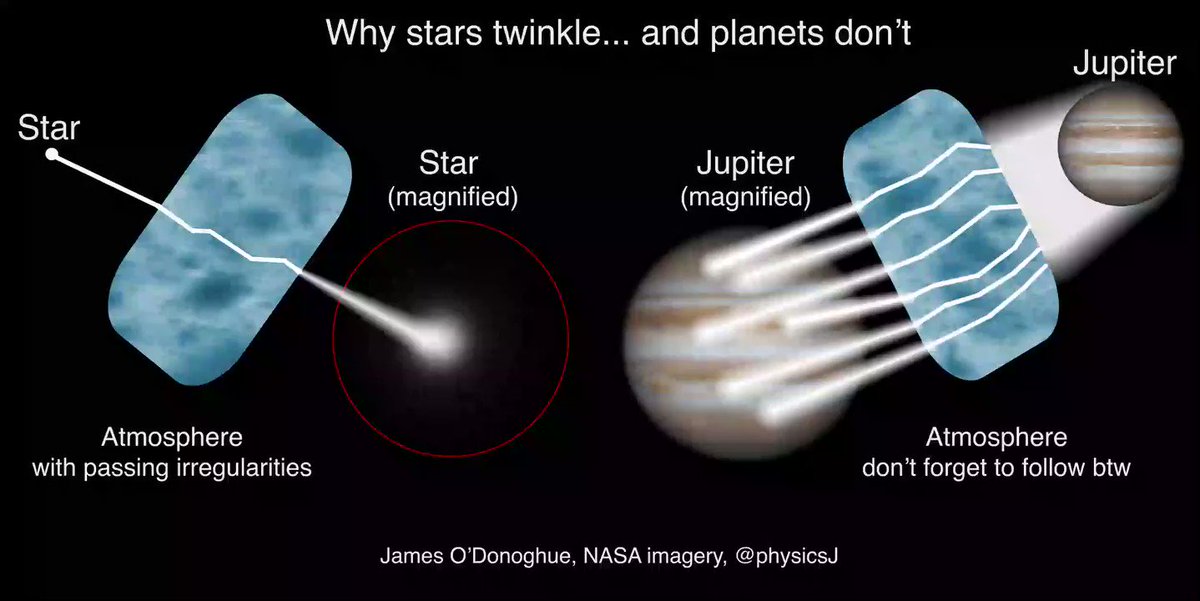 Why stars twinkle... and planets don't
Star
Star
(magnified)
Jupiter
(magnified)
Jupiter
Atmosphere
with passing irregularities
Atmosphere
don't forget to follow btw
James O'Donoghue, NASA imagery, @physicsJ